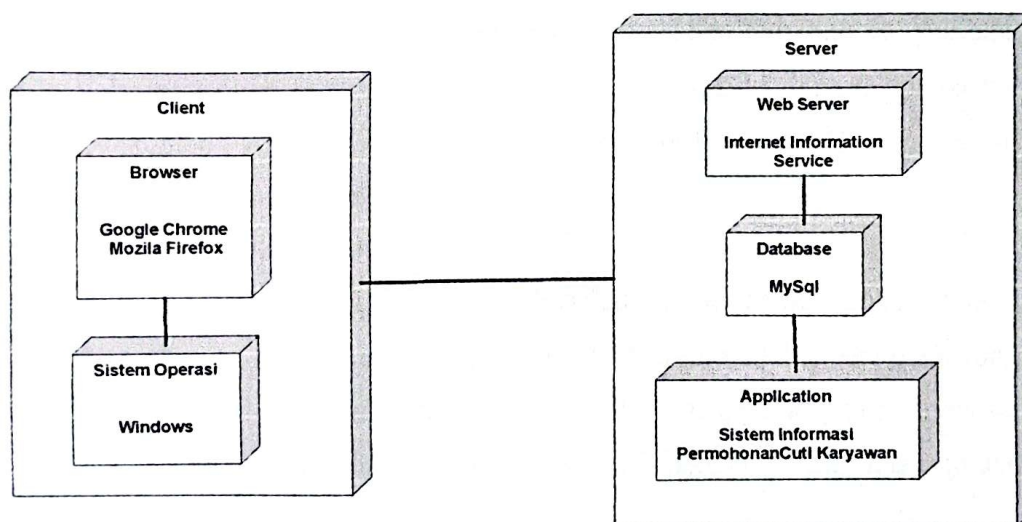 Client
Browser
Google Chrome
Mozila Firefox
Sistem Operasi
Windows
Server
Web Server
Internet Information
Service
Database
MySql
Application
Sistem Informasi
PermohonanCuti Karyawan